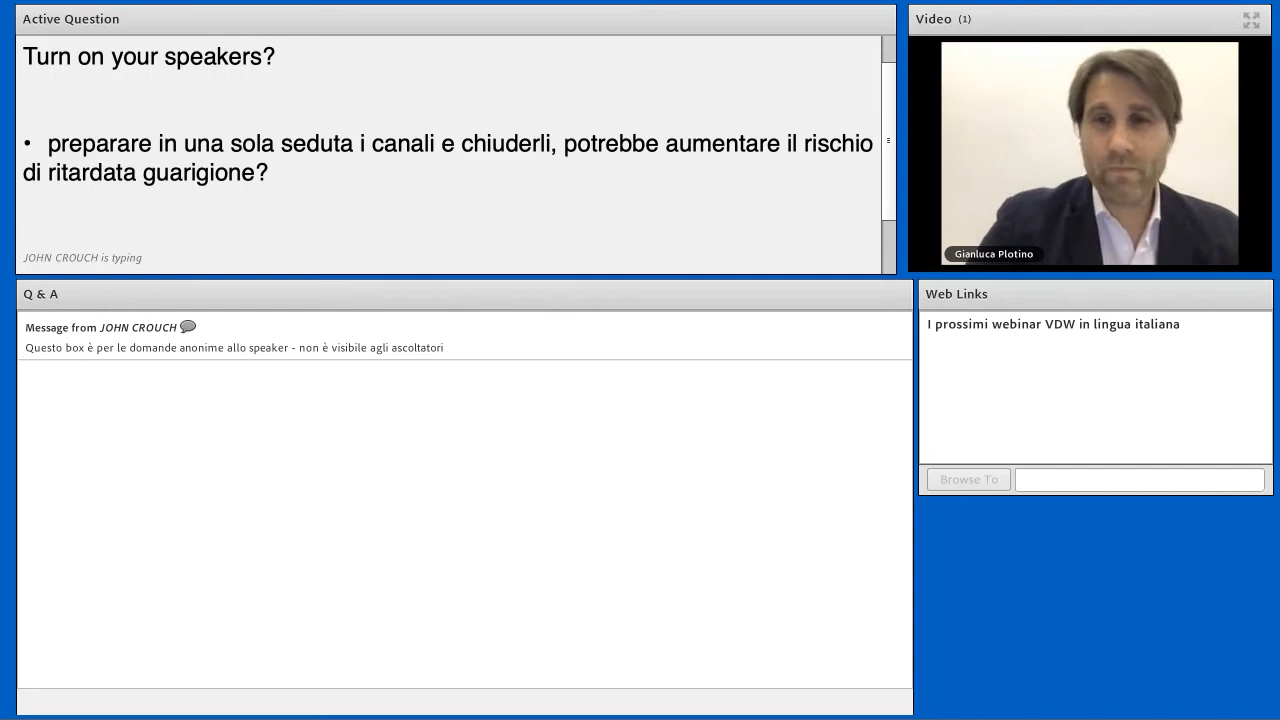 Active Question
Turn on your speakers?
• preparare in una sola seduta i canali e chiuderli, potrebbe aumentare il rischio
di ritardata guarigione?
JOHN CROUCH is typing
Video (1)
Gianluca Plotino
Q & A
Message from JOHN CROUCH
Questo box è per le domande anonime allo speaker - non è visibile agli ascoltatori
Web Links
I prossimi webinar VDW in lingua italiana
Browse To